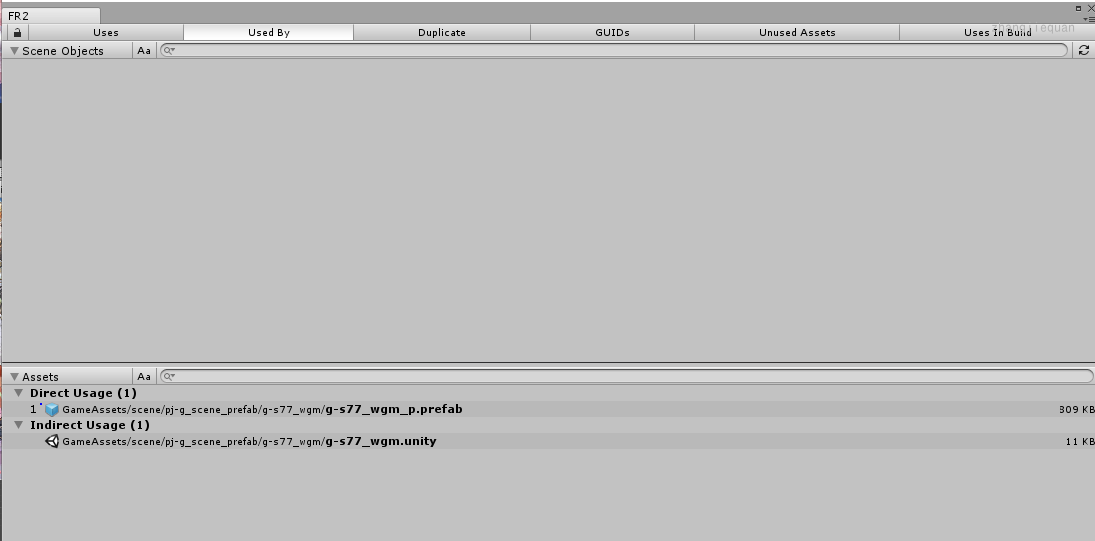 FR2
Uses Used By Duplicate GUIDs Unused Assets Uses In Build
Scene Objects Aa
Assets Aa
Direct Usage (1)
1 GameAssets/scene/pj-g_scene_prefab/g-s77_wgm/g-s77_wgm_p.prefab 309 KB
Indirect Usage (1)
GameAssets/scene/pj-g_scene_prefab/g-s77_wgm/g-s77_wgm.unity 11 KB